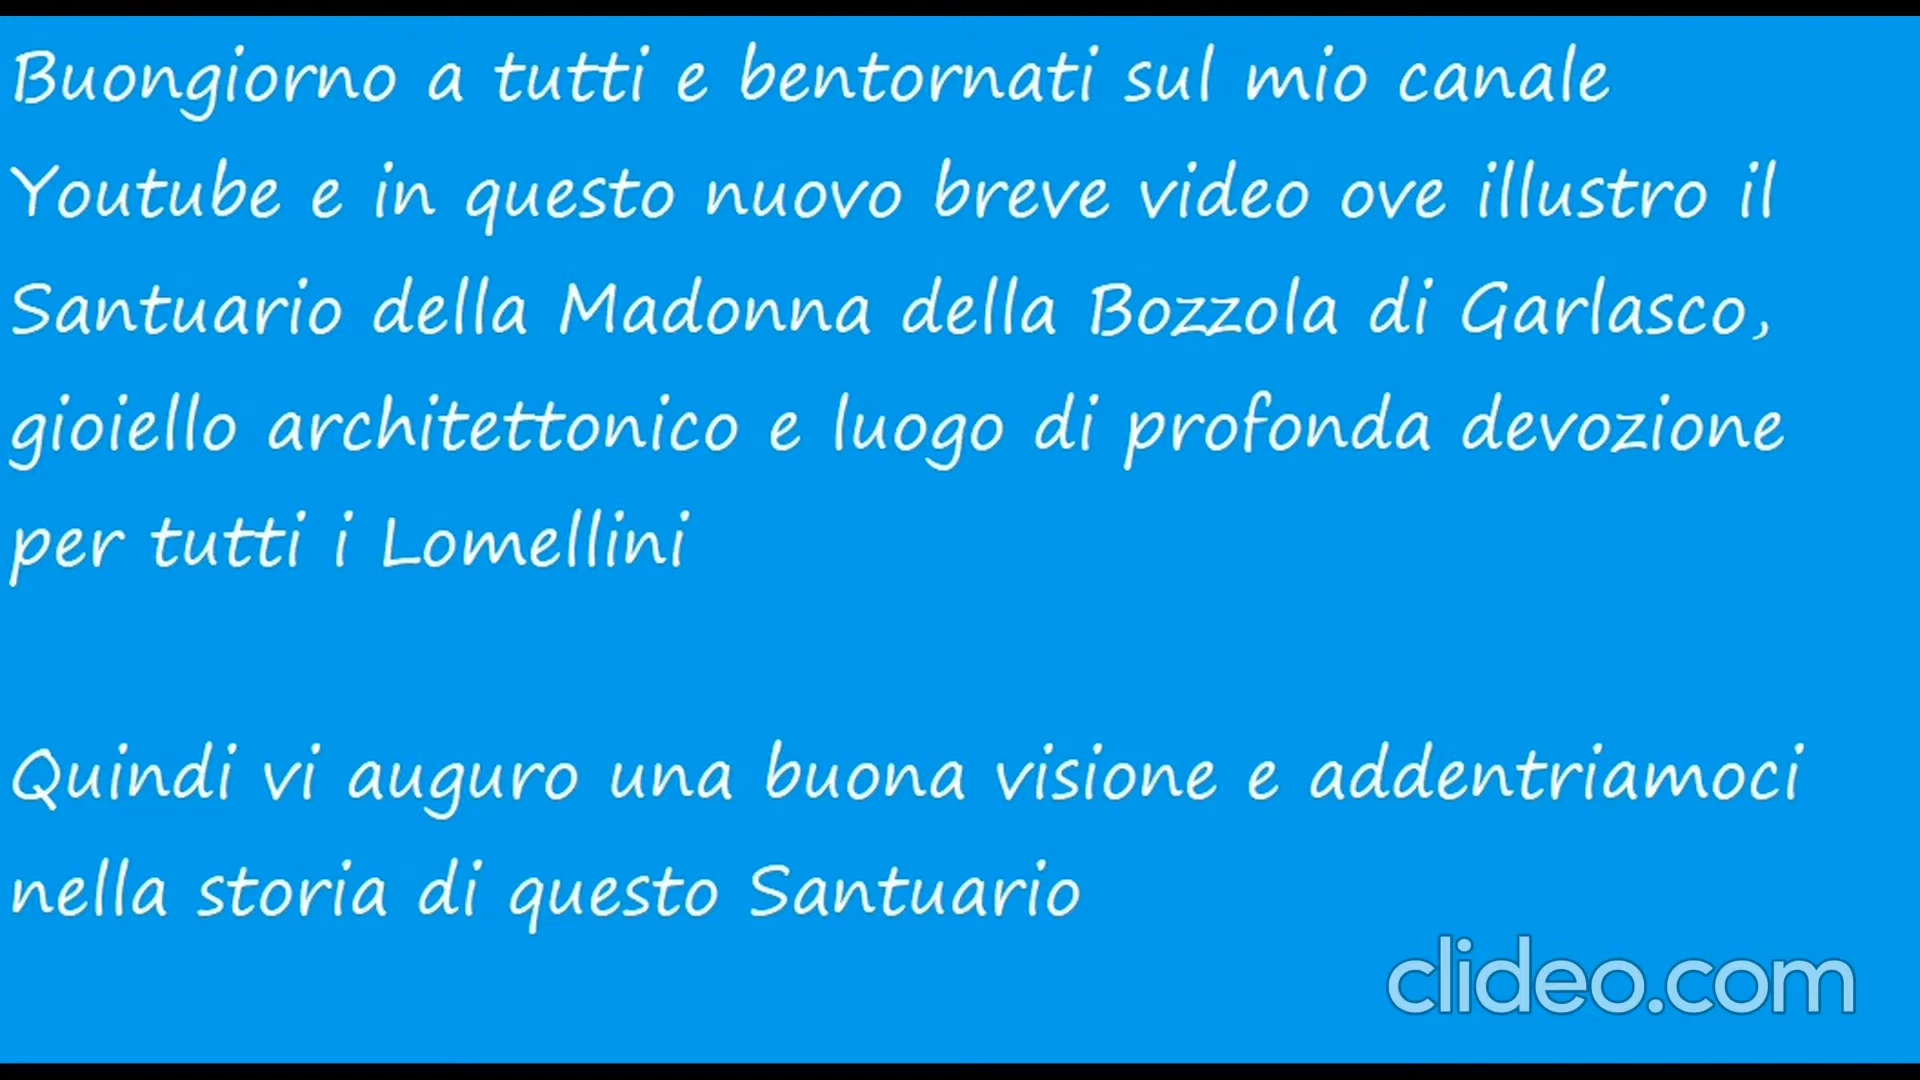 Buongiorno a tutti e bentornati sul mio canale
Youtube e in questo nuovo breve video ove illustro il
Santuario della Madonna della Bozzola di Garlasco,
gioiello architettonico e luogo di profonda devozione
per tutti i Lomellini
Quindi vi auguro una buona visione e addentriamoci
nella storia di questo Santuario
clideo.com